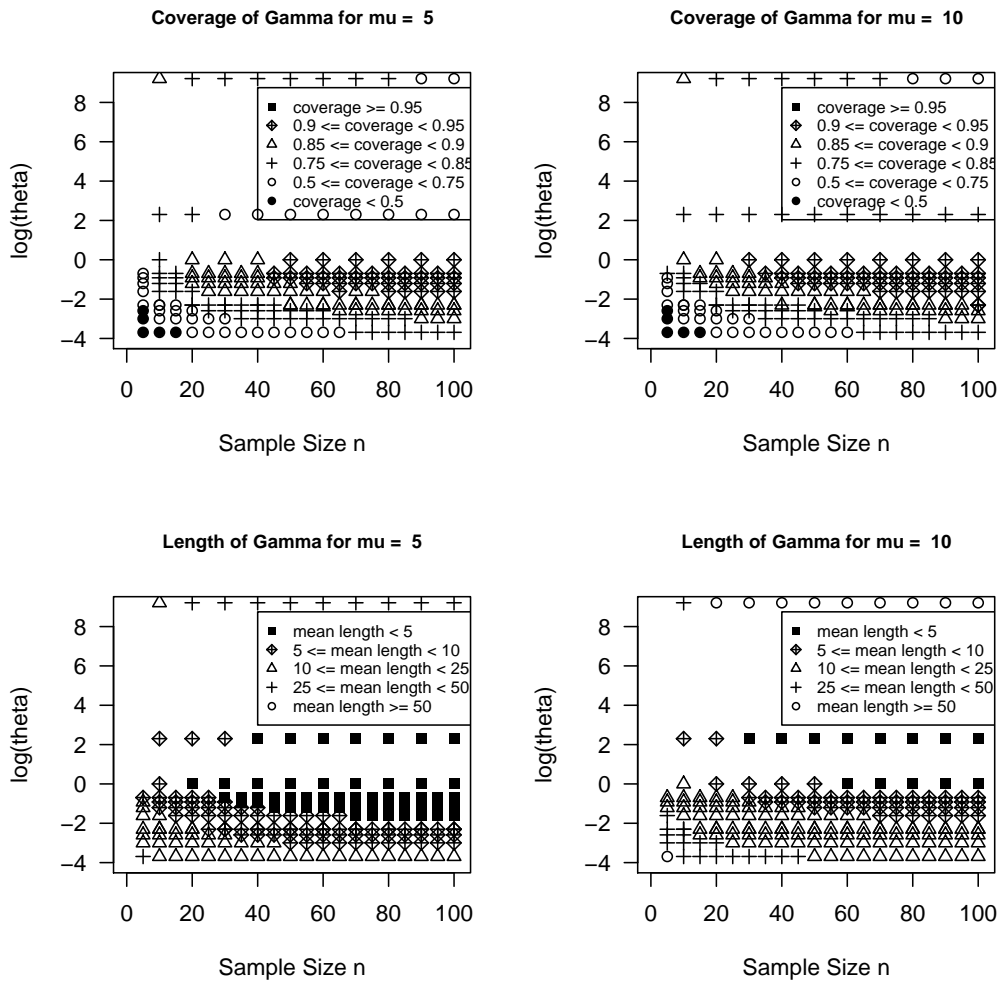 Coverage of Gamma for mu =  5
log(theta)
8
6
4
2
0
−2
−4
coverage >= 0.95
0.9 <= coverage < 0.95
0.85 <= coverage < 0.9
0.75 <= coverage < 0.85
0.5 <= coverage < 0.75
coverage < 0.5
0 20 40 60 80 100
Sample Size n
Coverage of Gamma for mu =  10
log(theta)
8
6
4
2
0
−2
−4
coverage >= 0.95
0.9 <= coverage < 0.95
0.85 <= coverage < 0.9
0.75 <= coverage < 0.85
0.5 <= coverage < 0.75
coverage < 0.5
0 20 40 60 80 100
Sample Size n
Length of Gamma for mu =  5
log(theta)
8
6
4
2
0
−2
−4
mean length < 5
5 <= mean length < 10
10 <= mean length < 25
25 <= mean length < 50
mean length >= 50
0 20 40 60 80 100
Sample Size n
Length of Gamma for mu =  10
log(theta)
8
6
4
2
0
−2
−4
mean length < 5
5 <= mean length < 10
10 <= mean length < 25
25 <= mean length < 50
mean length >= 50
0 20 40 60 80 100
Sample Size n